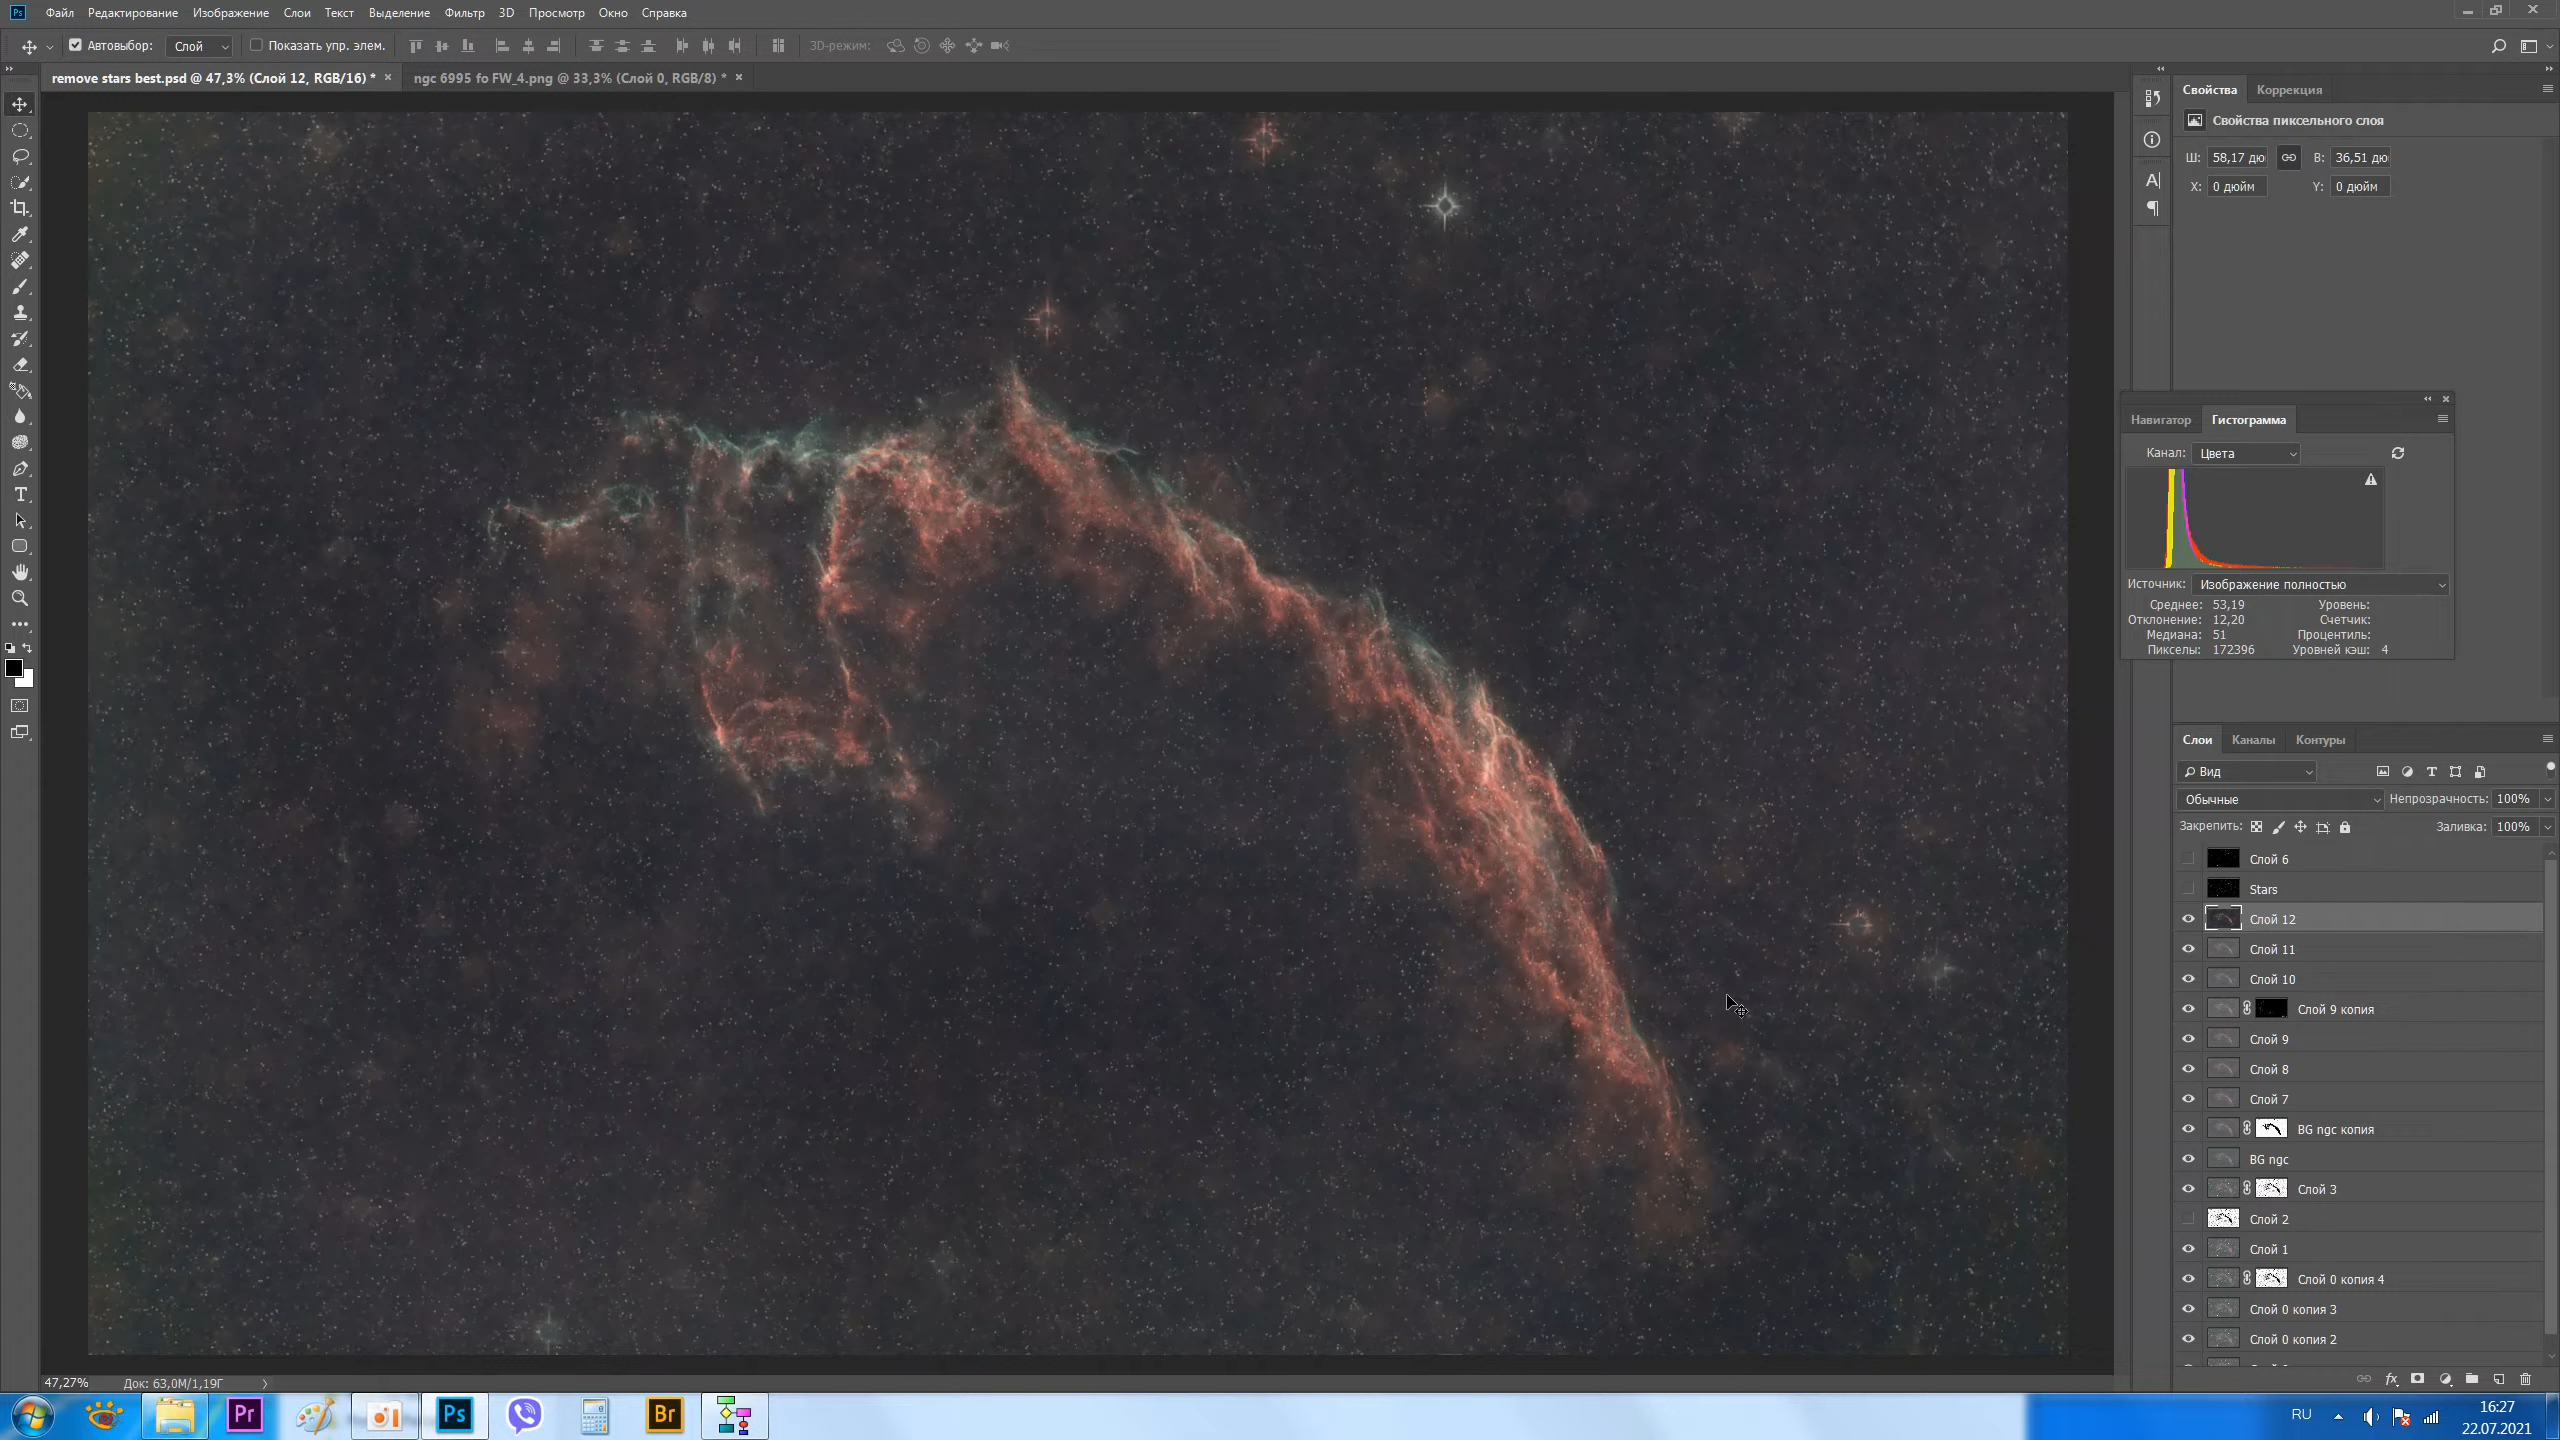 Ps Файл Редактирование Изображение Слои Текст Выделение Фильтр 3D Просмотр Окно Справка
Автовыбор: Слой Показать упр. элем. 3D-режим:
remove stars best.psd @ 47,3% (Слой 12, RGB/16) * × ngc 6995 fo FW_4.png @ 33,3% (Слой 0, RGB/8) * ×
Свойства Коррекция
Свойства пиксельного слоя
Ш: 58,17 дю В: 36,51 дю
X: 0 дюйм Y: 0 дюйм
Навигатор Гистограмма
Канал: Цвета
Источник: Изображение полностью
Среднее: 53,19 Уровень:
Отклонение: 12,20 Счетчик:
Медиана: 51 Процентиль:
Пикселы: 172396 Уровней кэш: 4
Слои Каналы Контуры
Вид
Обычные Непрозрачность: 100%
Закрепить: Заливка: 100%
Слой 6
Stars
Слой 12
Слой 11
Слой 10
Слой 9 копия
Слой 9
Слой 8
Слой 7
BG ngc копия
BG ngc
Слой 3
Слой 2
Слой 1
Слой 0 копия 4
Слой 0 копия 3
Слой 0 копия 2
fx
47,27% Док: 63,0M/1,19Г
Pr Ps Br
RU 16:27
22.07.2021